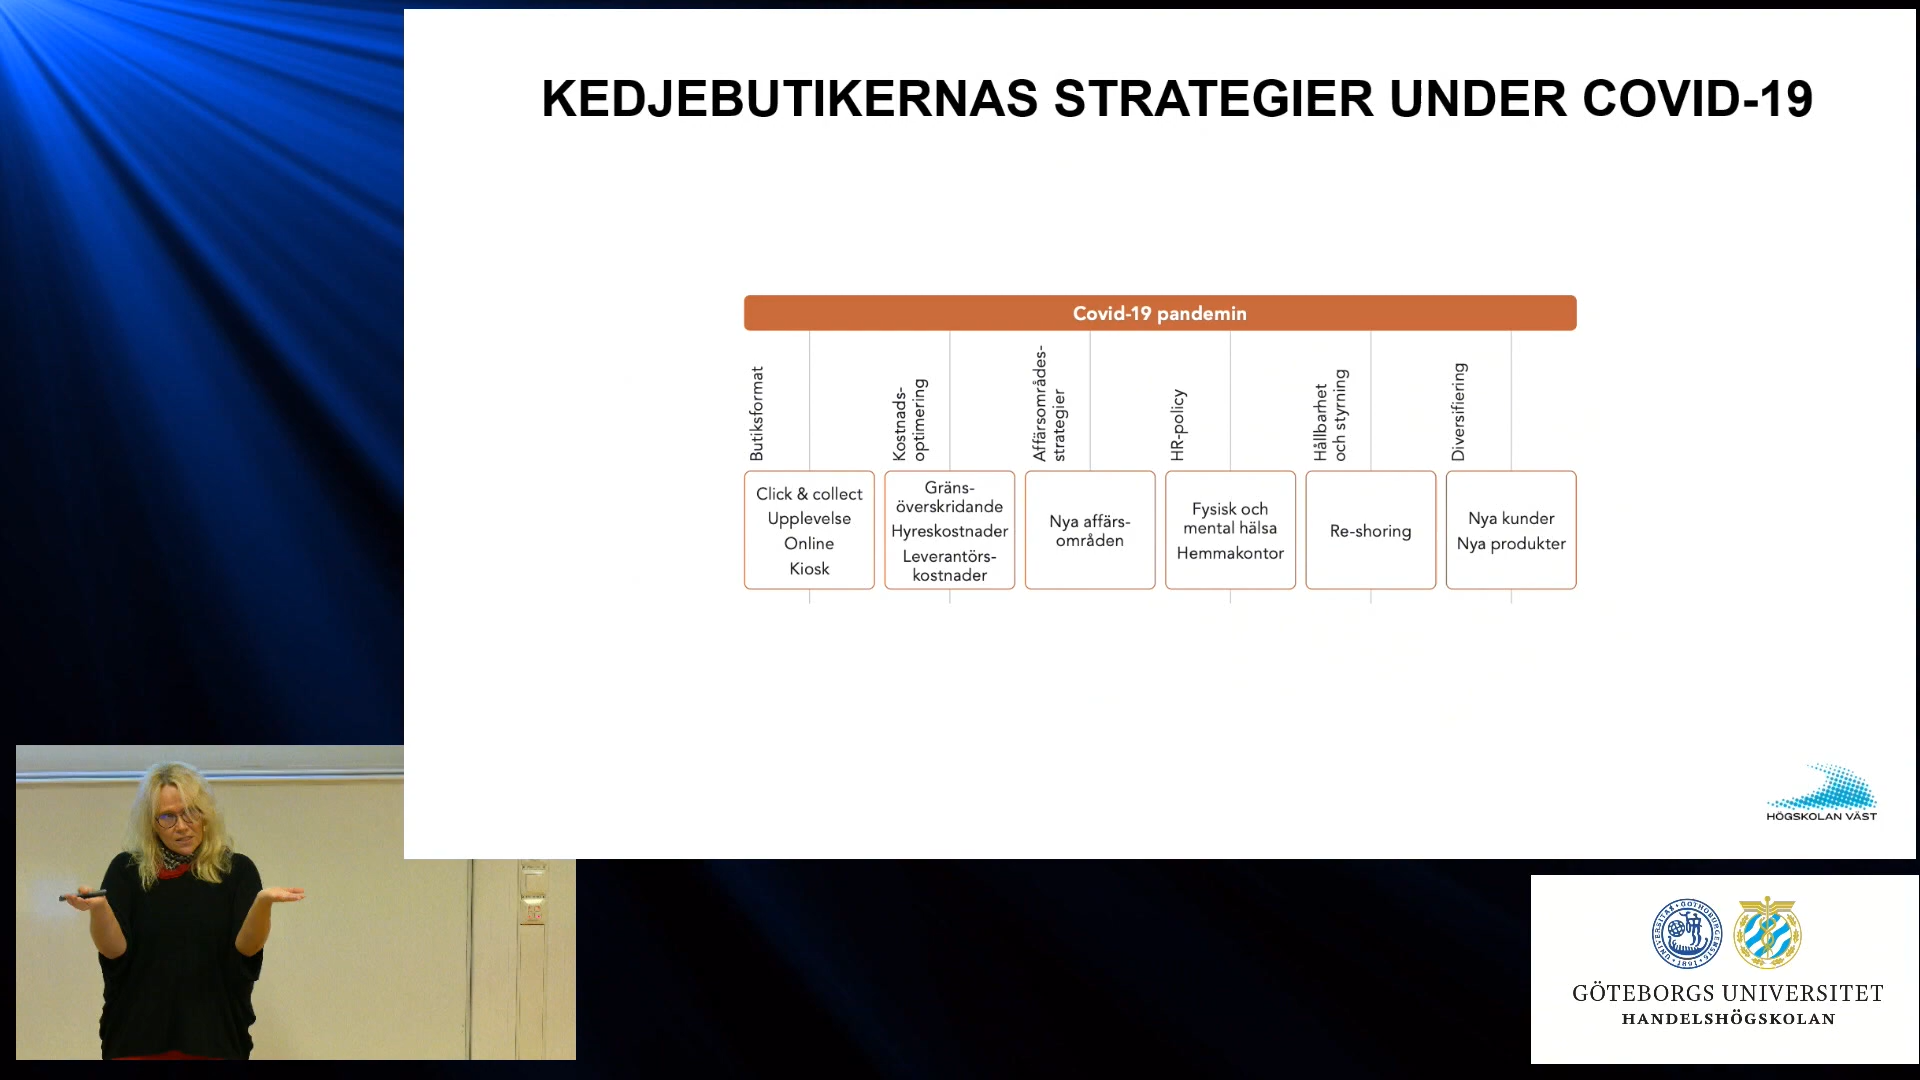 KEDJEBUTIKERNAS STRATEGIER UNDER COVID-19
Covid-19 pandemin
Butiksformat
Kostnads-
optimering
Affärsområdes-
strategier
HR-policy
Hållbarhet
och styrning
Diversifiering
Click & collect
Upplevelse
Online
Kiosk
Gräns-
överskridande
Hyreskostnader
Leverantörs-
kostnader
Nya affärs-
områden
Fysisk och
mental hälsa
Hemmakontor
Re-shoring
Nya kunder
Nya produkter
HÖGSKOLAN VÄST
GÖTEBORGS UNIVERSITET
HANDELSHÖGSKOLAN